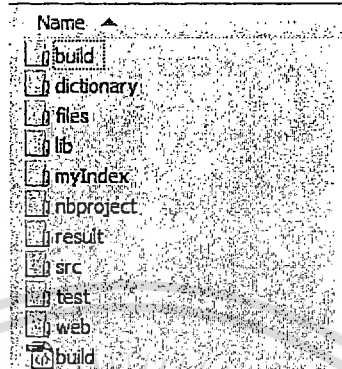 Name
build
dictionary
files
lib
myIndex
nbproject
result
src
test
web
build